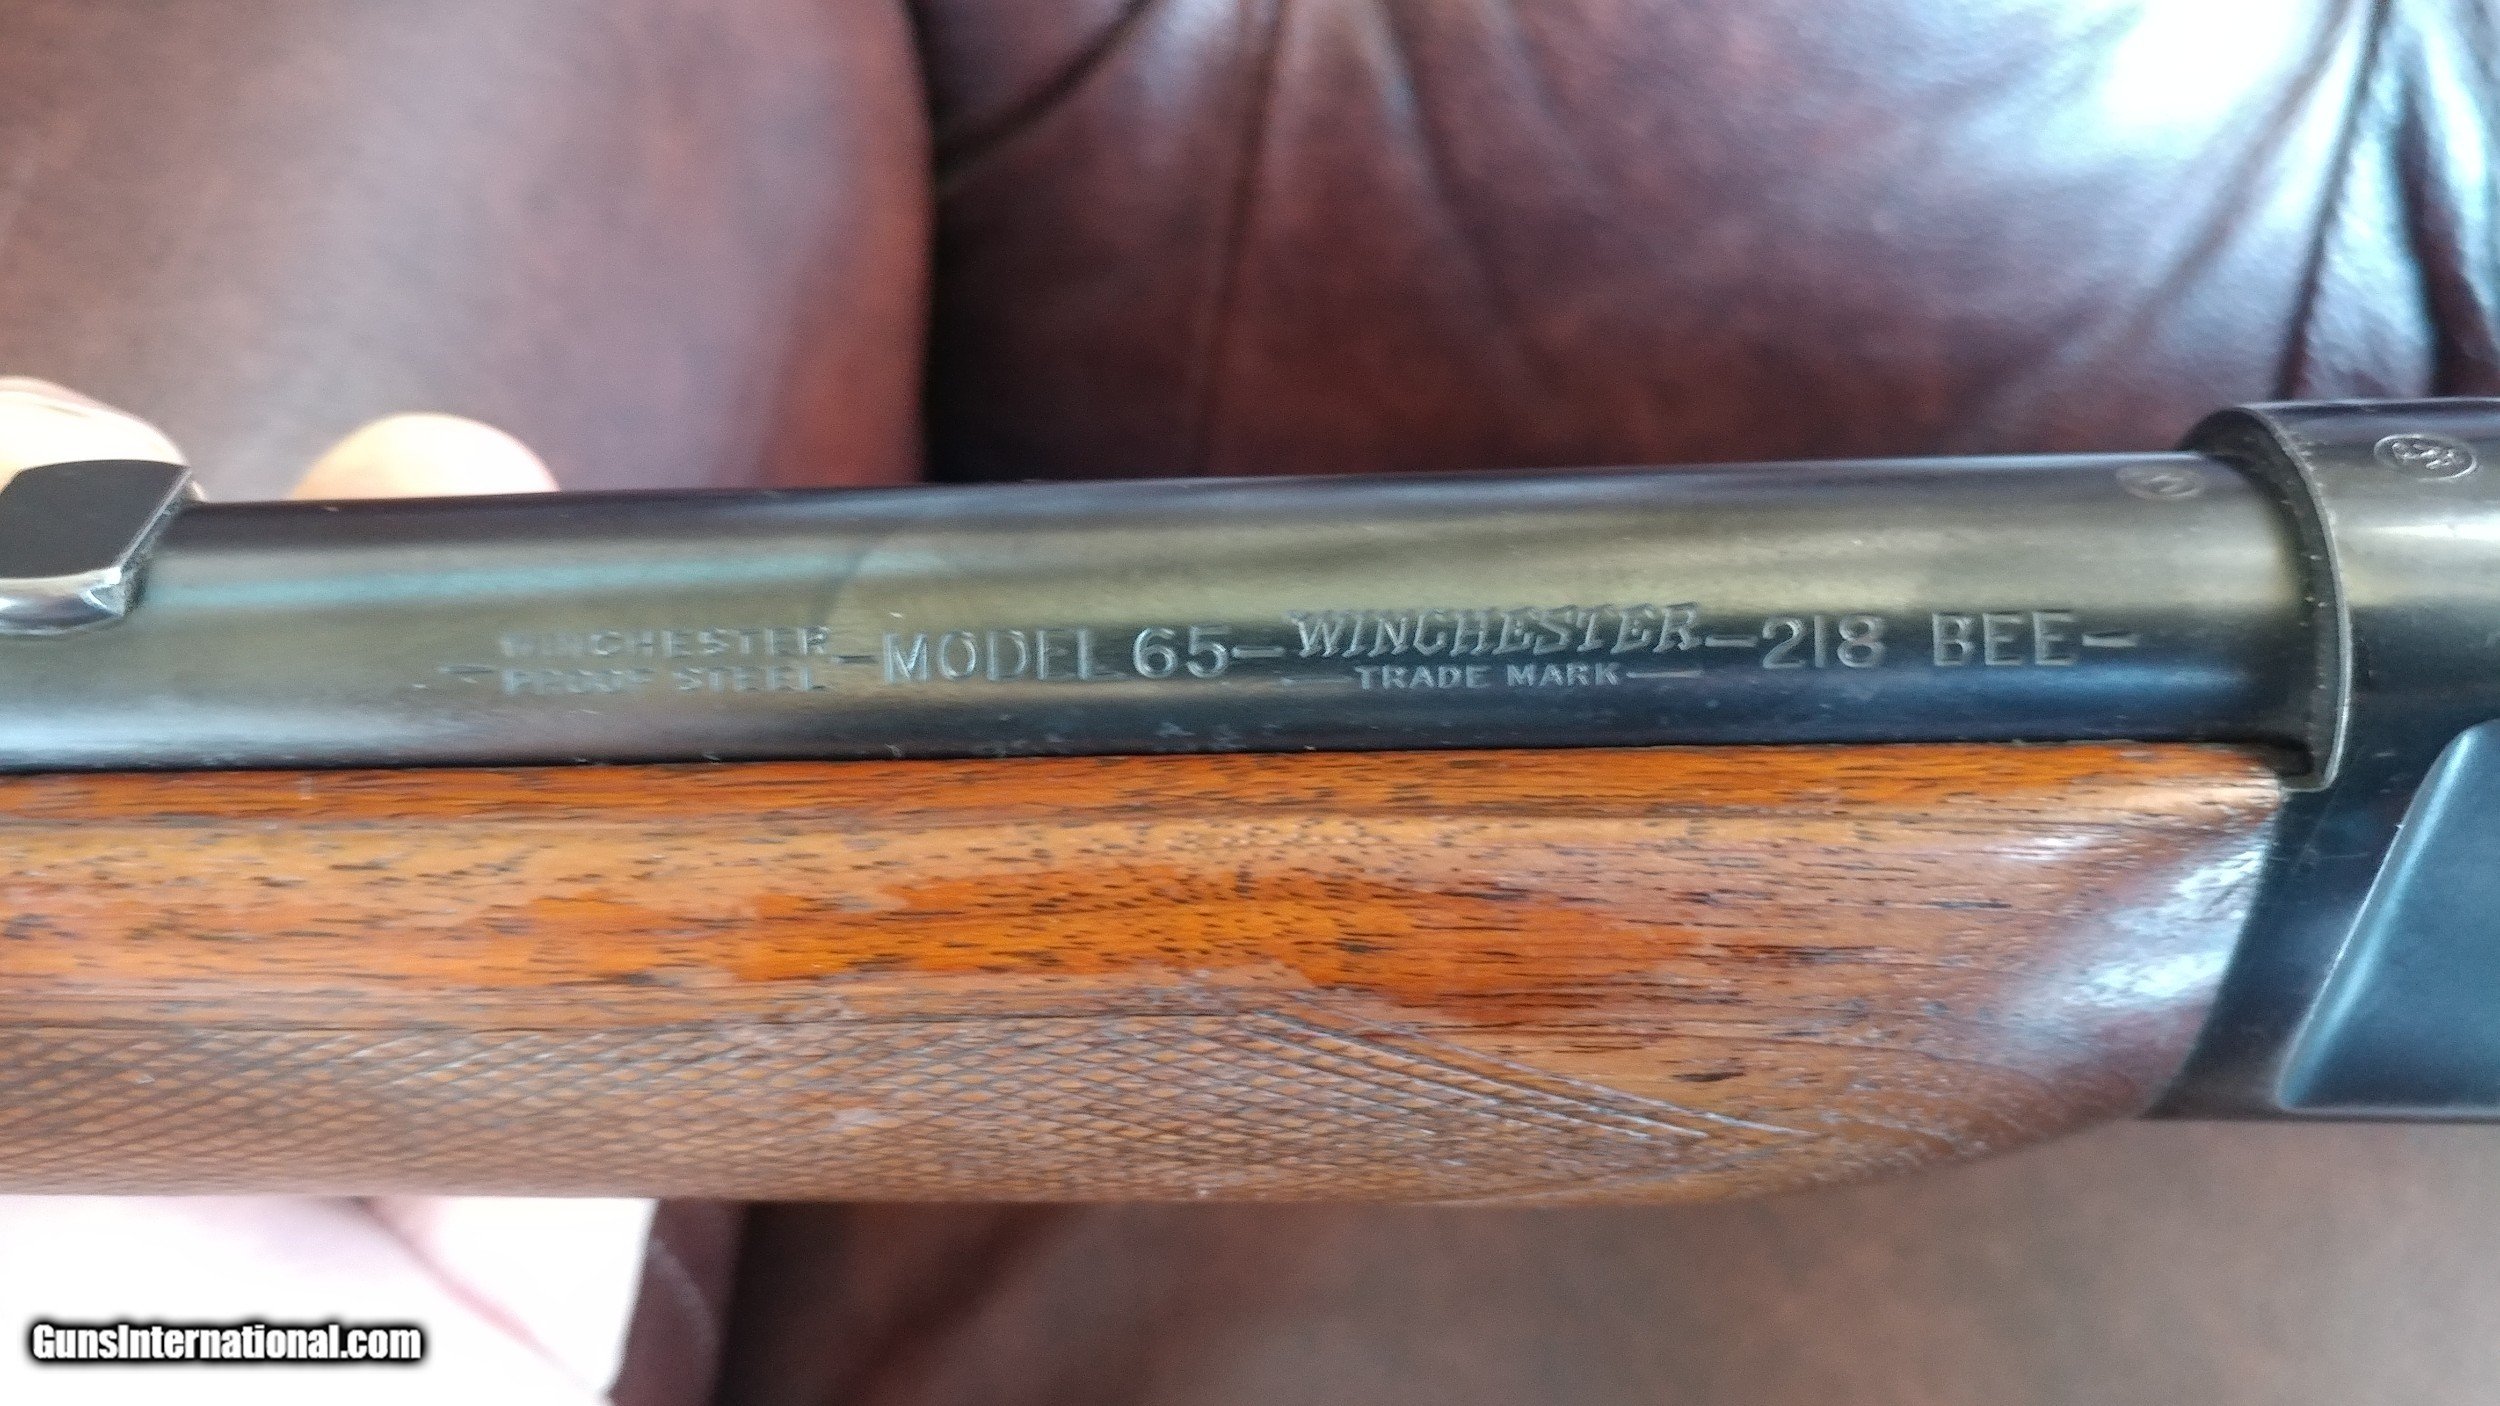 WINCHESTER
PROOF STEEL
-MODEL 65-WINCHESTER-218 BEE-
TRADE MARK
GunsInternational.com